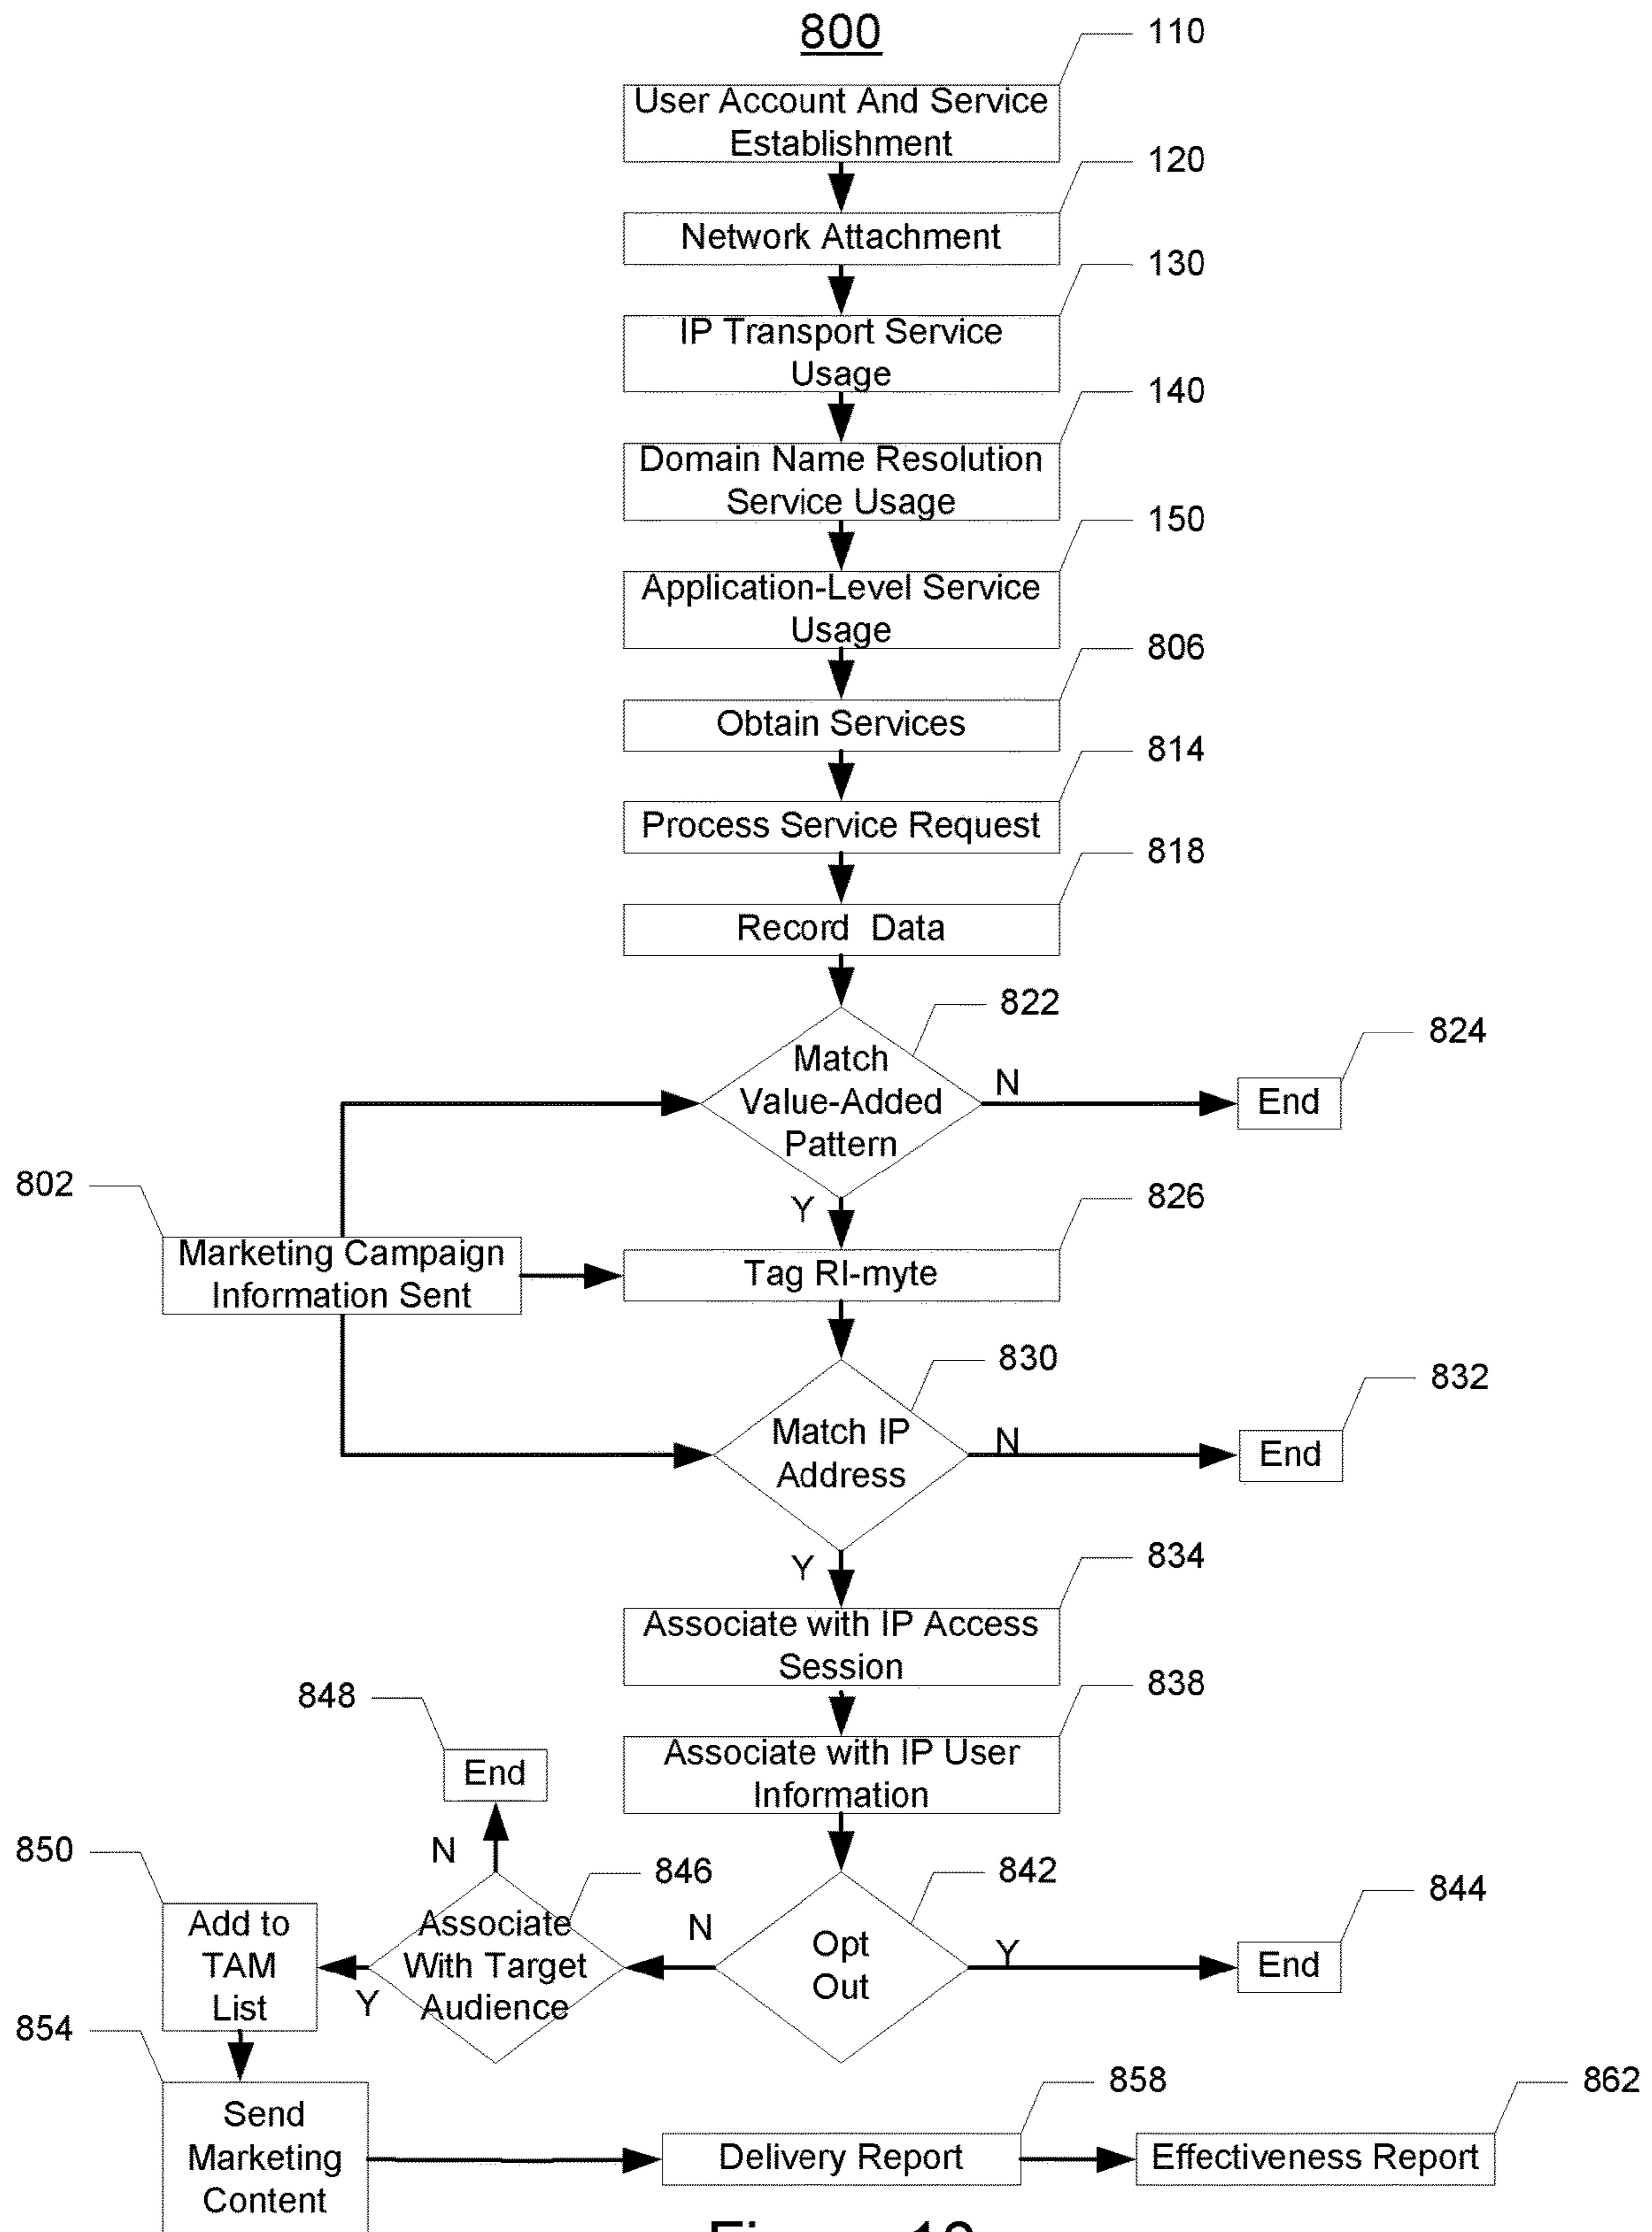 800
110
User Account And Service
Establishment
120
Network Attachment
130
IP Transport Service
Usage
140
Domain Name Resolution
Service Usage
150
Application-Level Service
Usage
806
Obtain Services
814
Process Service Request
818
Record Data
822
Match
Value-Added
Pattern
N
824
End
802
Marketing Campaign
Information Sent
Y
826
Tag RI-myte
830
Match IP
Address
N
832
End
Y
834
Associate with IP Access
Session
838
Associate with IP User
Information
848
End
N
850
Add to
TAM
List
846
Associate
With Target
Audience
Y
842
Opt
Out
N
Y
844
End
854
Send
Marketing
Content
858
Delivery Report
862
Effectiveness Report